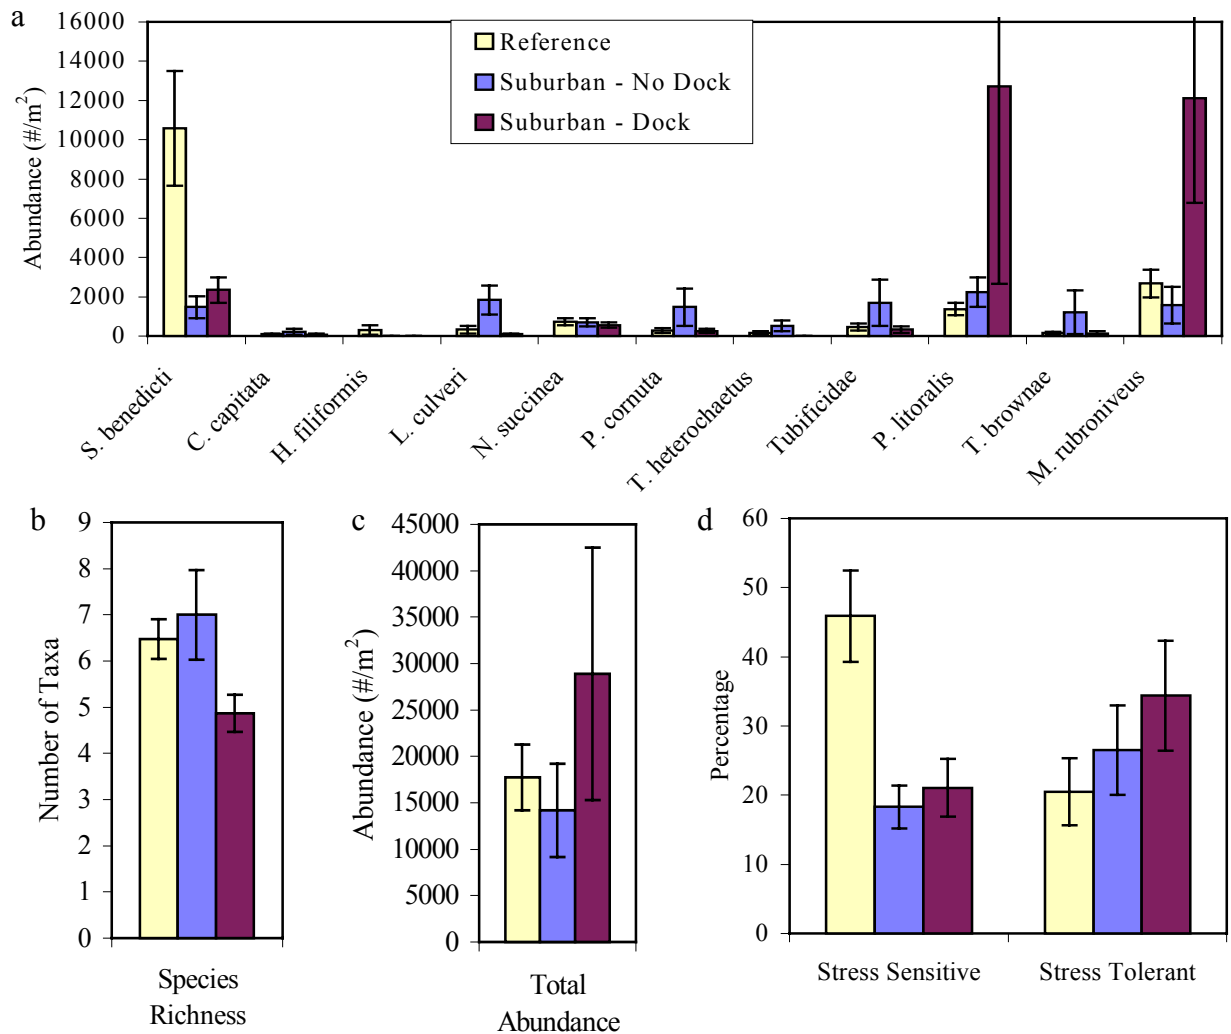 a
16000
14000
12000
10000
8000
6000
4000
2000
0
Abundance (#/m²)
Reference
Suburban - No Dock
Suburban - Dock
S. benedicti
C. capitata
H. filiformis
L. culveri
N. succinea
P. cornuta
T. heterochaetus
Tubificidae
P. litoralis
T. brownae
M. rubroniveus
b
9
8
7
6
5
4
3
2
1
0
Number of Taxa
Species
Richness
c
45000
40000
35000
30000
25000
20000
15000
10000
5000
0
Abundance (#/m²)
Total
Abundance
d
60
50
40
30
20
10
0
Percentage
Stress Sensitive
Stress Tolerant